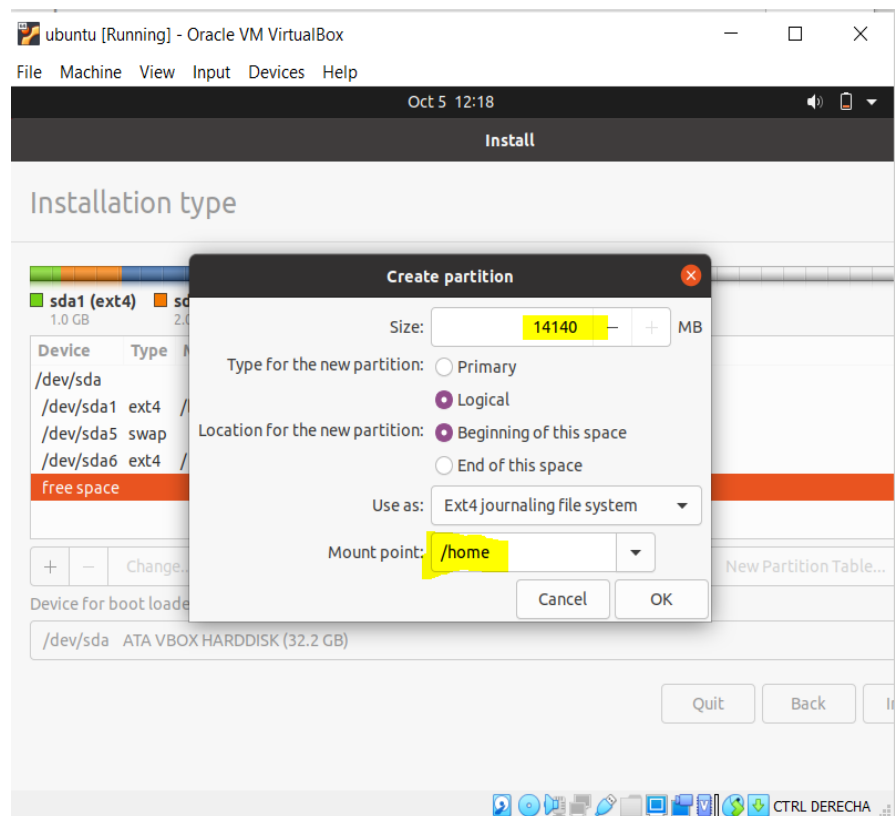 ubuntu [Running] - Oracle VM VirtualBox
File Machine View Input Devices Help
Oct 5 12:18
Install
Installation type
sda1 (ext4) sd
1.0 GB 2.0
Create partition
Size: 14140 MB
Type for the new partition: Primary
Logical
Location for the new partition: Beginning of this space
End of this space
Use as: Ext4 journaling file system
Mount point: /home
Cancel OK
Device Type M
/dev/sda
/dev/sda1 ext4 /
/dev/sda5 swap
/dev/sda6 ext4 /
free space
+ - Change... New Partition Table...
Device for boot loade
/dev/sda ATA VBOX HARDDISK (32.2 GB)
Quit Back
CTRL DERECHA